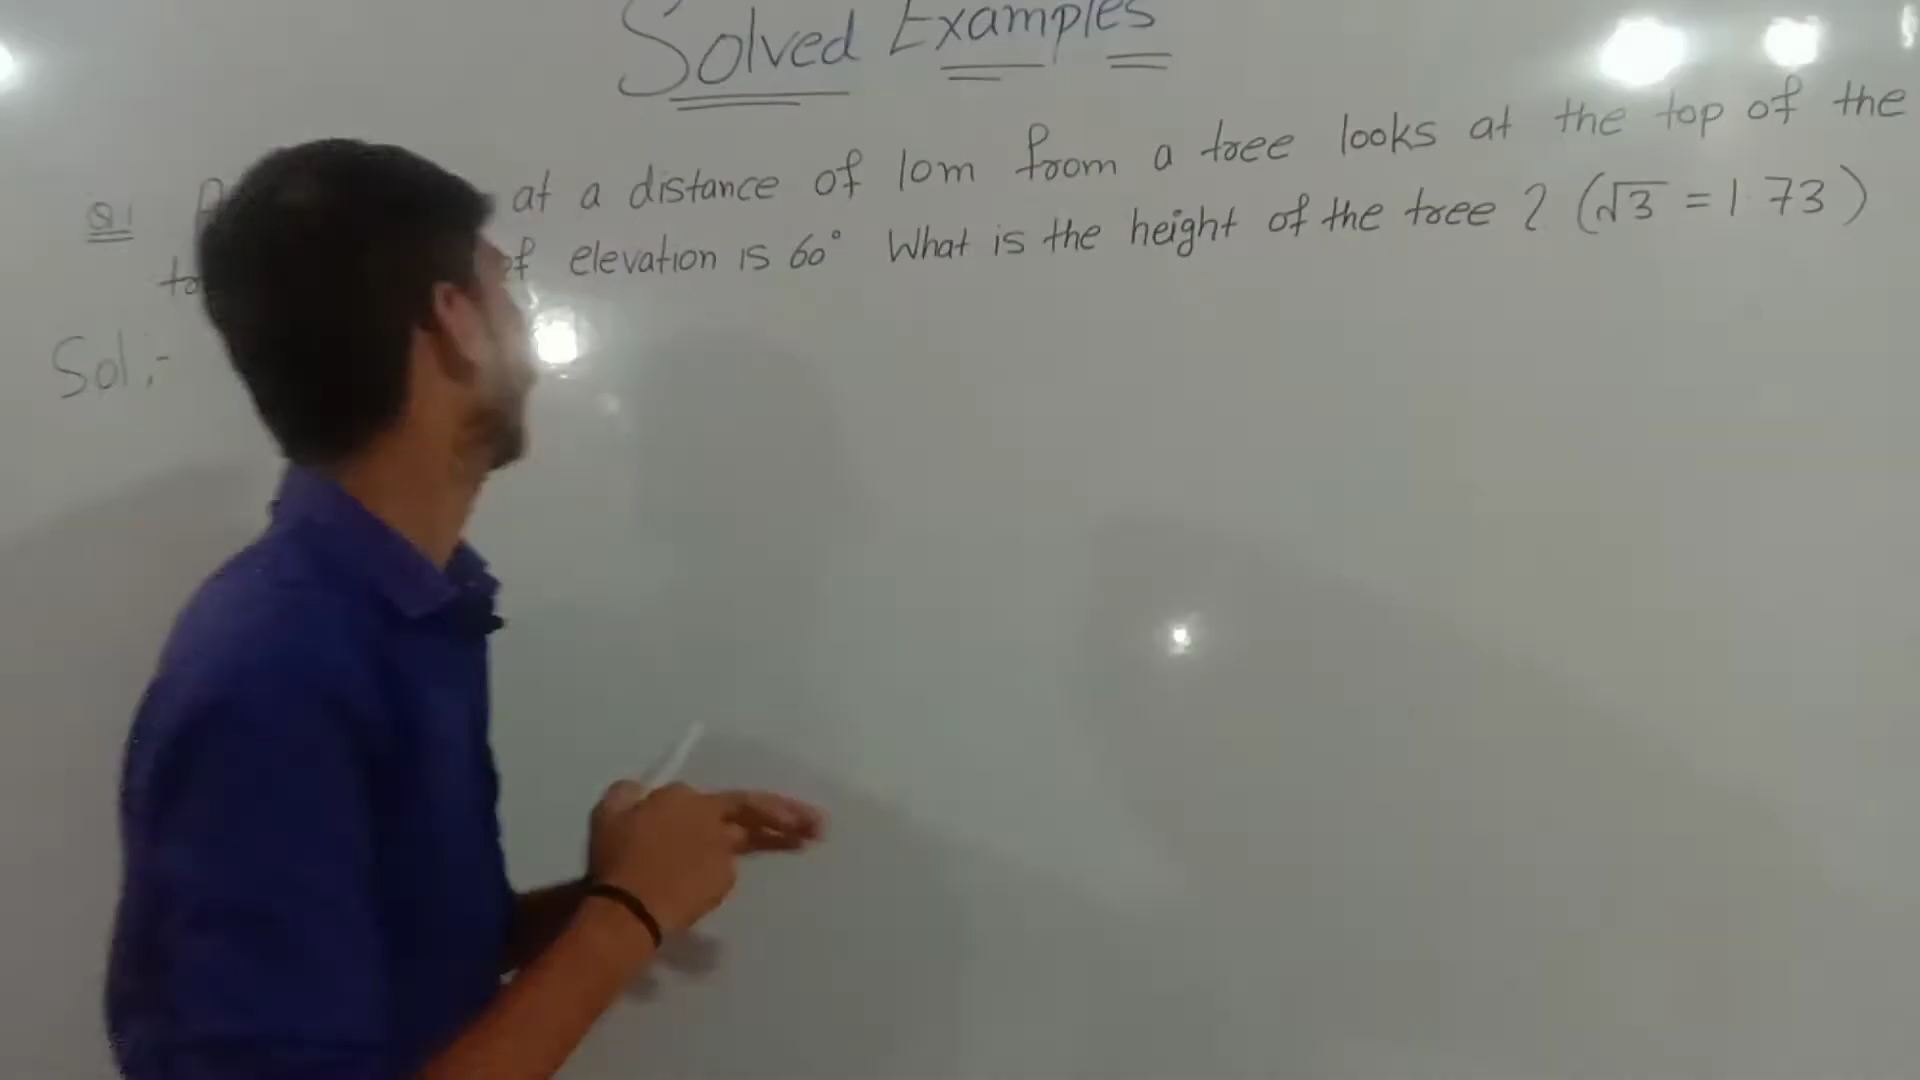 Solved Examples
Q1 at a distance of 10m from a tree looks at the top of the
of elevation is 60° What is the height of the tree ? (√3 = 1.73)
Sol:-